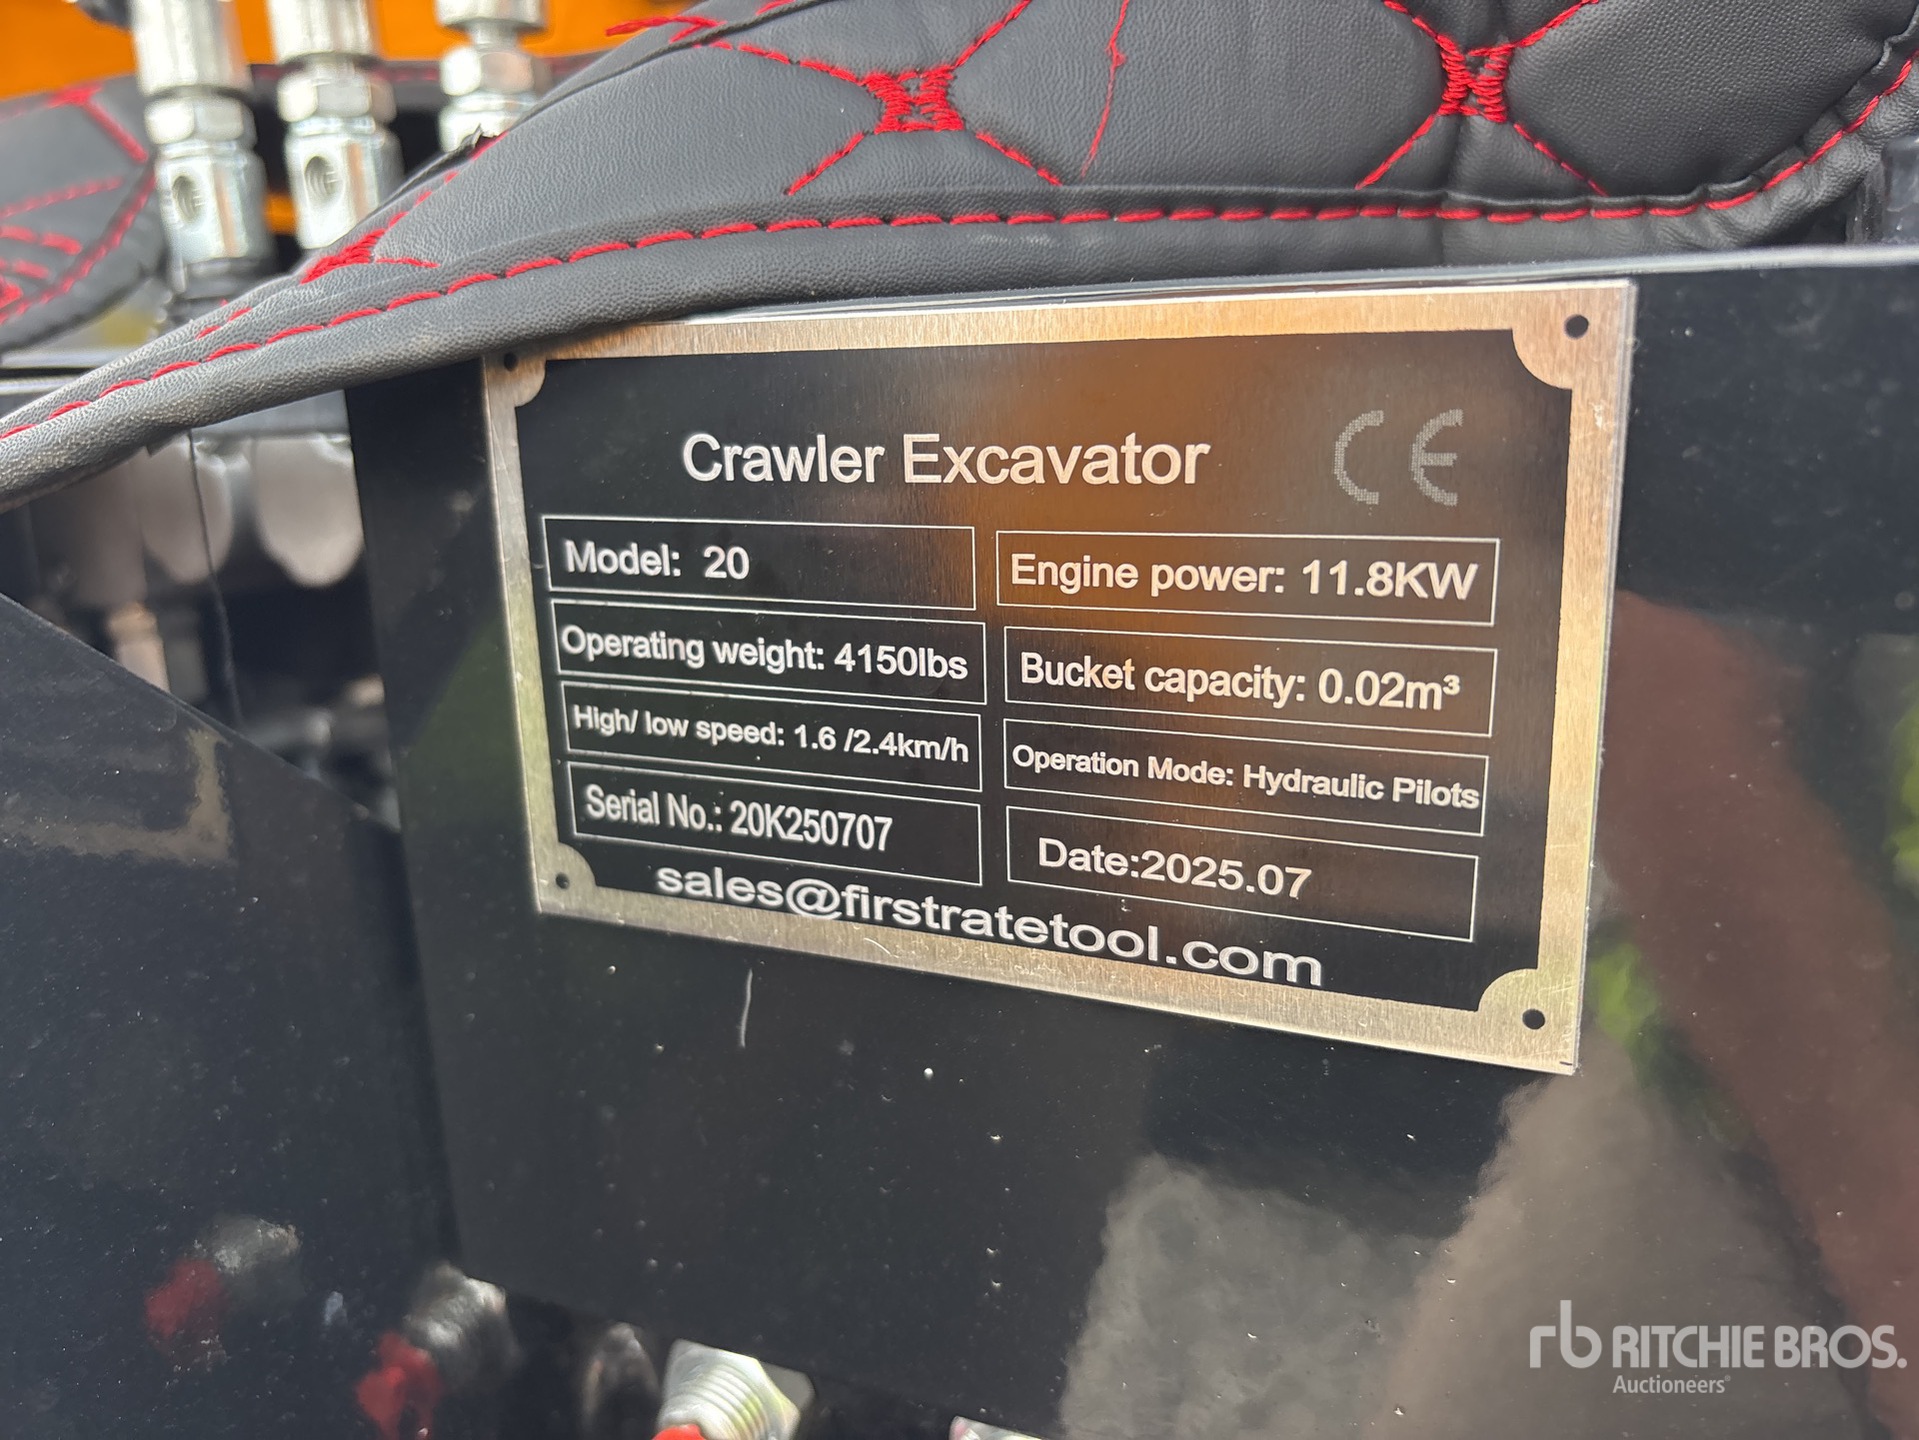 Crawler Excavator CE
Model: 20
Engine power: 11.8KW
Operating weight: 4150lbs
Bucket capacity: 0.02m³
High/ low speed: 1.6 /2.4km/h
Operation Mode: Hydraulic Pilots
Serial No.: 20K250707
Date:2025.07
sales@firstratetool.com
rb RITCHIE BROS.
Auctioneers